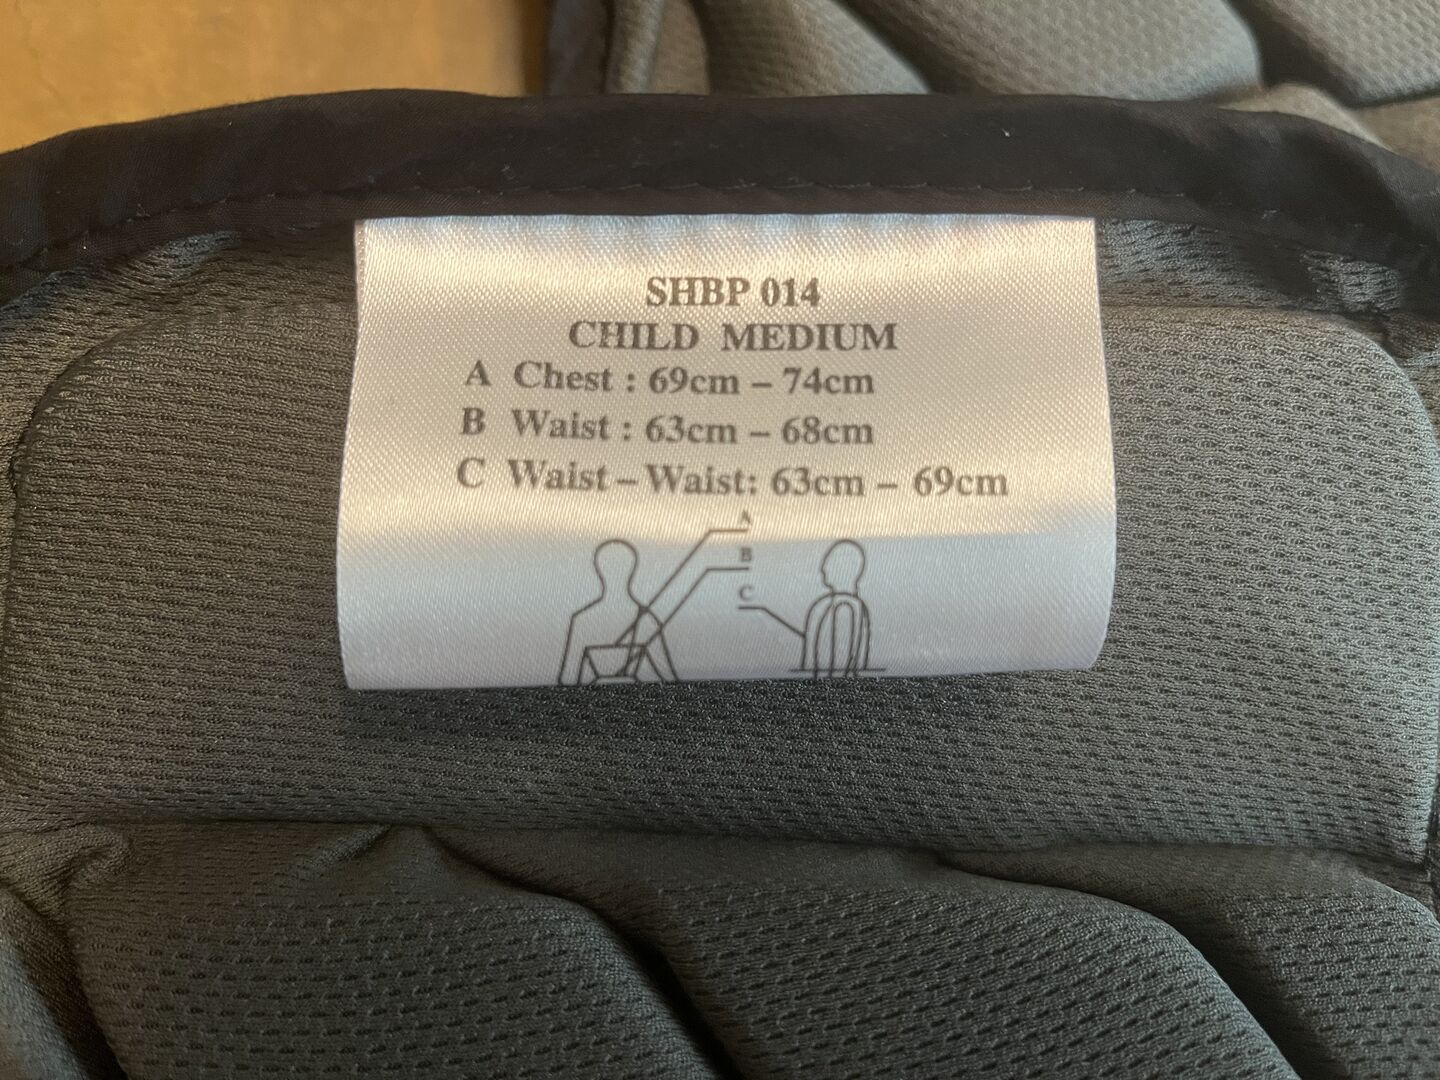 SHBP 014
CHILD MEDIUM
A Chest : 69cm – 74cm
B Waist : 63cm – 68cm
C Waist – Waist: 63cm – 69cm
A
B
C